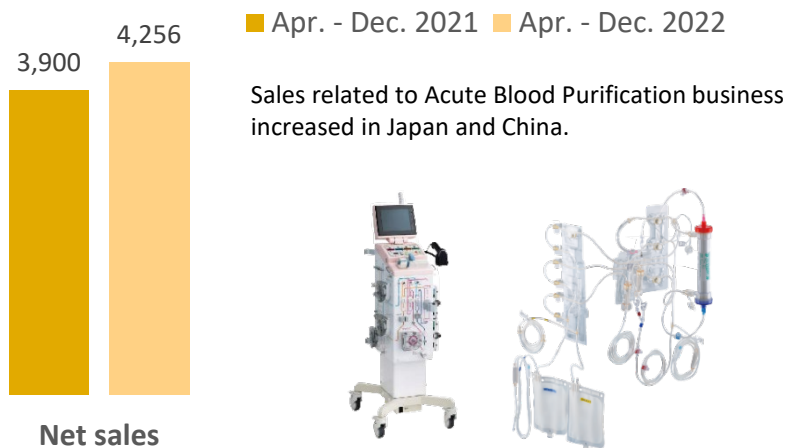 Apr. - Dec. 2021 Apr. - Dec. 2022
4,256
3,900
Sales related to Acute Blood Purification business
increased in Japan and China.
Net sales